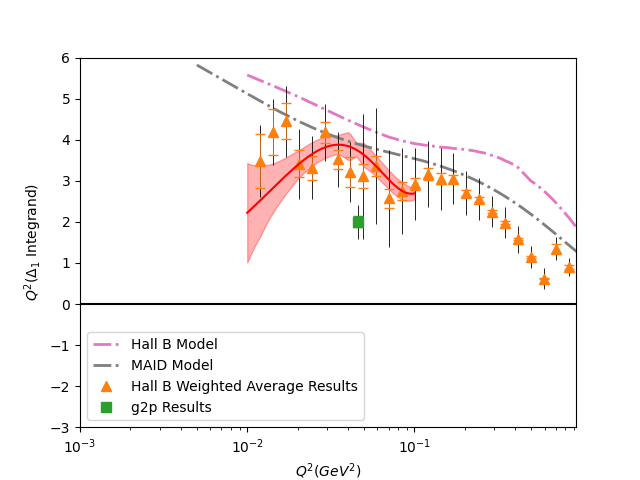 6
5
4
3
2
1
0
−1
−2
−3
Q²(Δ₁ Integrand)
Hall B Model
MAID Model
Hall B Weighted Average Results
g2p Results
10⁻³
10⁻²
10⁻¹
Q²(GeV²)